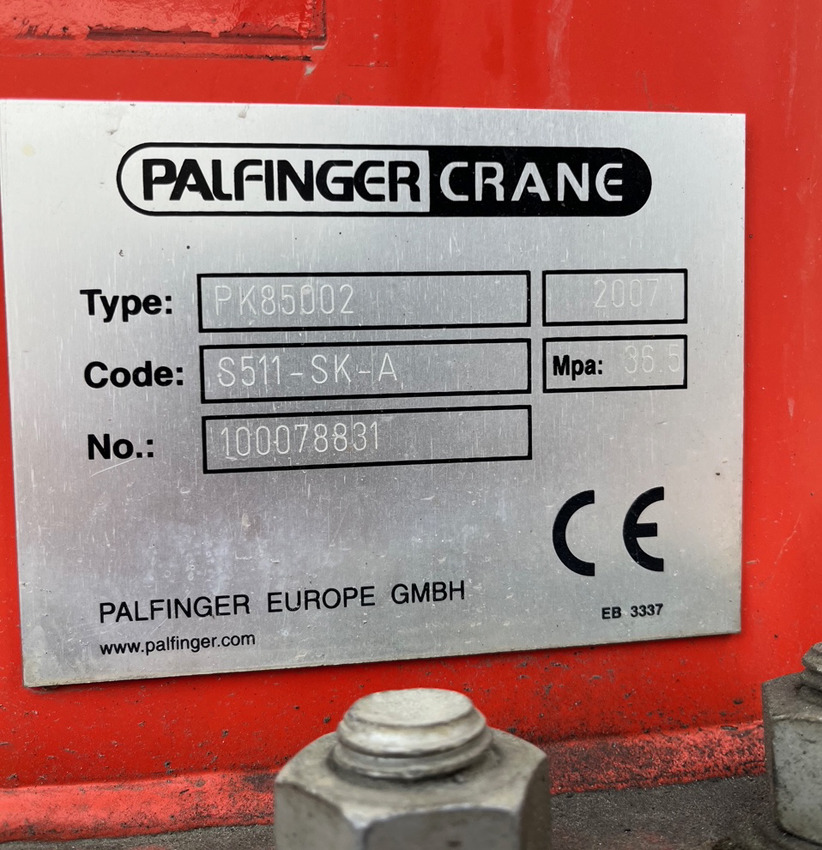 PALFINGER CRANE
Type: PK85002 2007
Code: S511-SK-A Mpa: 36.5
No.: 100078831
CE
PALFINGER EUROPE GMBH
www.palfinger.com
EB 3337